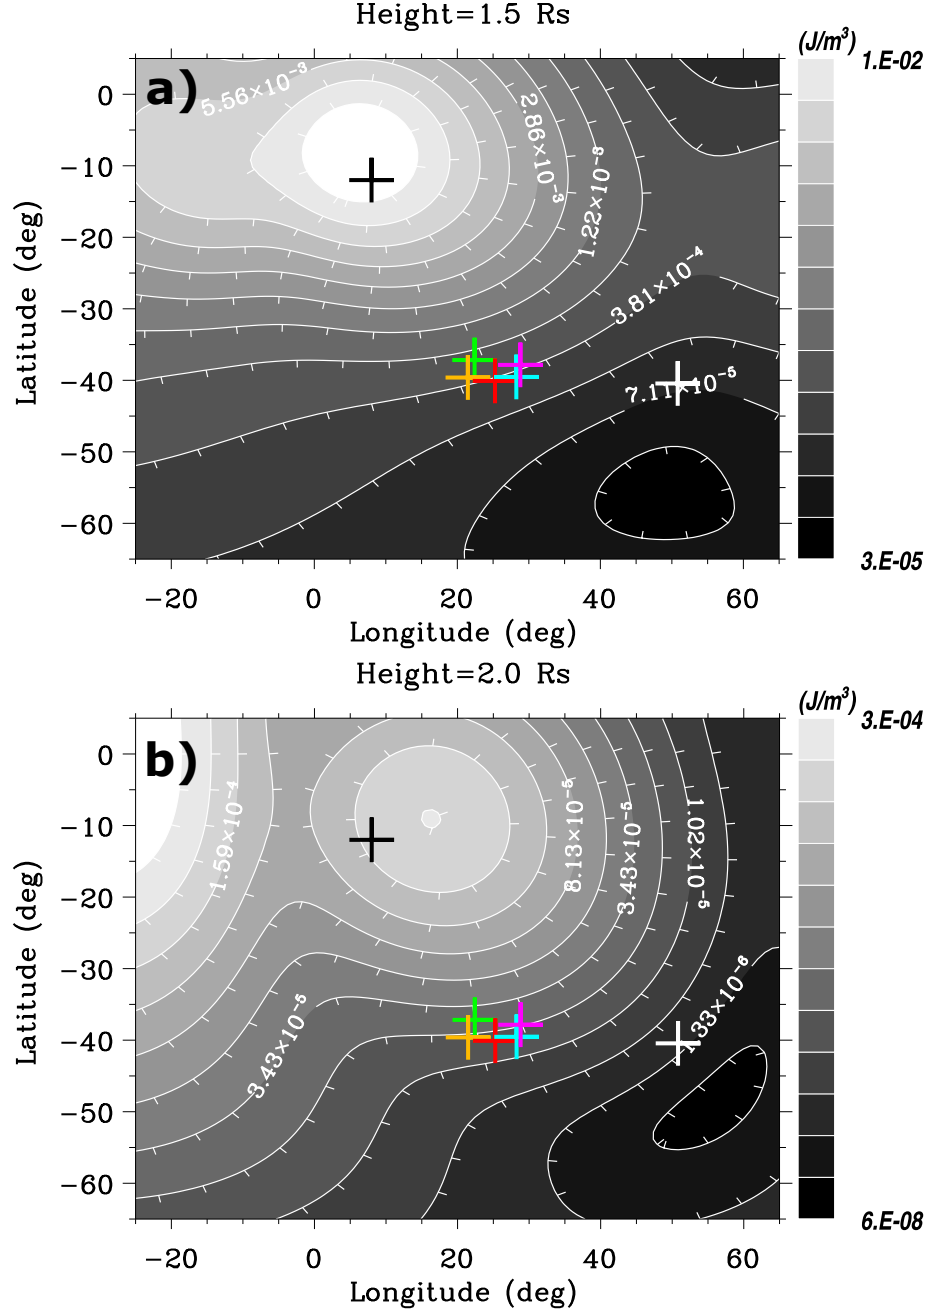 Height=1.5 Rs
(J/m³)
1.E-02
a)
5.56×10⁻³
2.86×10⁻³
1.22×10⁻³
3.81×10⁻⁴
7.11×10⁻⁵
3.E-05
0
−10
−20
−30
−40
−50
−60
Latitude (deg)
−20 0 20 40 60
Longitude (deg)
Height=2.0 Rs
(J/m³)
3.E-04
b)
1.59×10⁻⁴
8.13×10⁻⁵
3.43×10⁻⁵
1.02×10⁻⁵
3.43×10⁻⁵
.33×10⁻⁶
6.E-08
0
−10
−20
−30
−40
−50
−60
Latitude (deg)
−20 0 20 40 60
Longitude (deg)